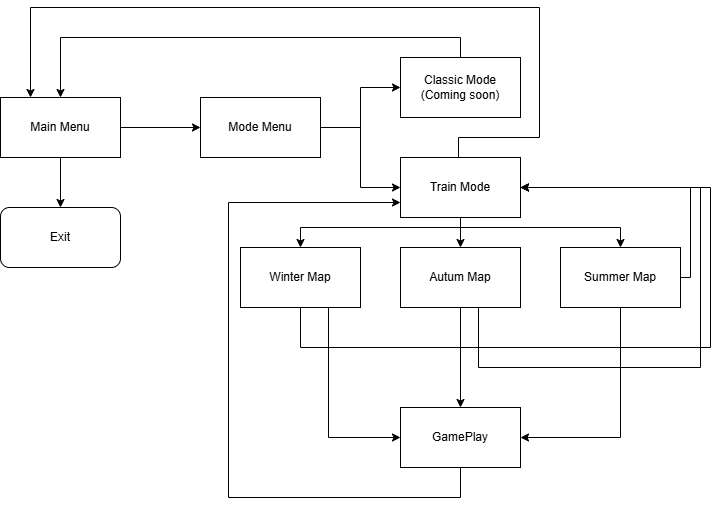 Classic Mode
(Coming soon)
Main Menu
Mode Menu
Train Mode
Exit
Winter Map
Autum Map
Summer Map
GamePlay